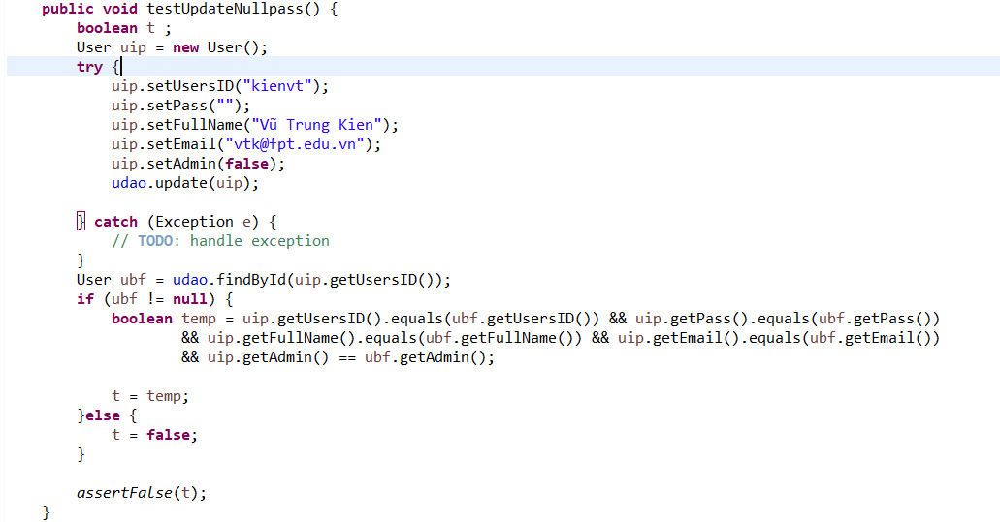 public void testUpdateNullpass() {
boolean t ;
User uip = new User();
try {
uip.setUsersID("kienvt");
uip.setPass("");
uip.setFullName("Vũ Trung Kien");
uip.setEmail("vtk@fpt.edu.vn");
uip.setAdmin(false);
udao.update(uip);
} catch (Exception e) {
// TODO: handle exception
}
User ubf = udao.findById(uip.getUsersID());
if (ubf != null) {
boolean temp = uip.getUsersID().equals(ubf.getUsersID()) && uip.getPass().equals(ubf.getPass())
&& uip.getFullName().equals(ubf.getFullName()) && uip.getEmail().equals(ubf.getEmail())
&& uip.getAdmin() == ubf.getAdmin();
t = temp;
}else {
t = false;
}
assertFalse(t);
}